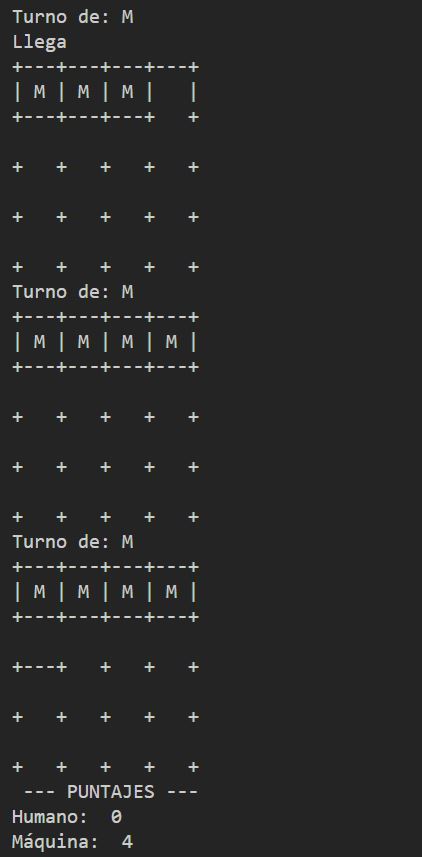 Turno de: M
Llega
+---+---+---+---+
| M | M | M |   |
+---+---+---+   +
+   +   +   +   +
+   +   +   +   +
+   +   +   +   +
Turno de: M
+---+---+---+---+
| M | M | M | M |
+---+---+---+---+
+   +   +   +   +
+   +   +   +   +
+   +   +   +   +
Turno de: M
+---+---+---+---+
| M | M | M | M |
+---+---+---+---+
+---+   +   +   +
+   +   +   +   +
+   +   +   +   +
 --- PUNTAJES ---
Humano:  0
Máquina:  4